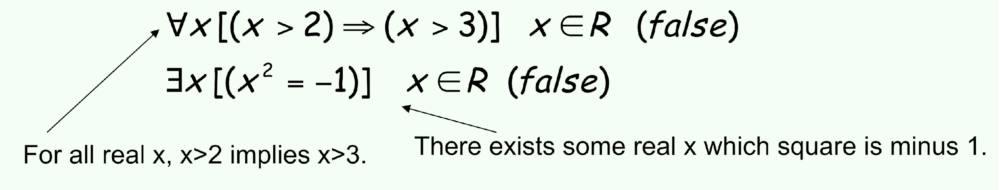 ∀x[(x > 2) ⇒ (x > 3)] x ∈ R (false)
∃x[(x² = −1)] x ∈ R (false)
For all real x, x>2 implies x>3.
There exists some real x which square is minus 1.